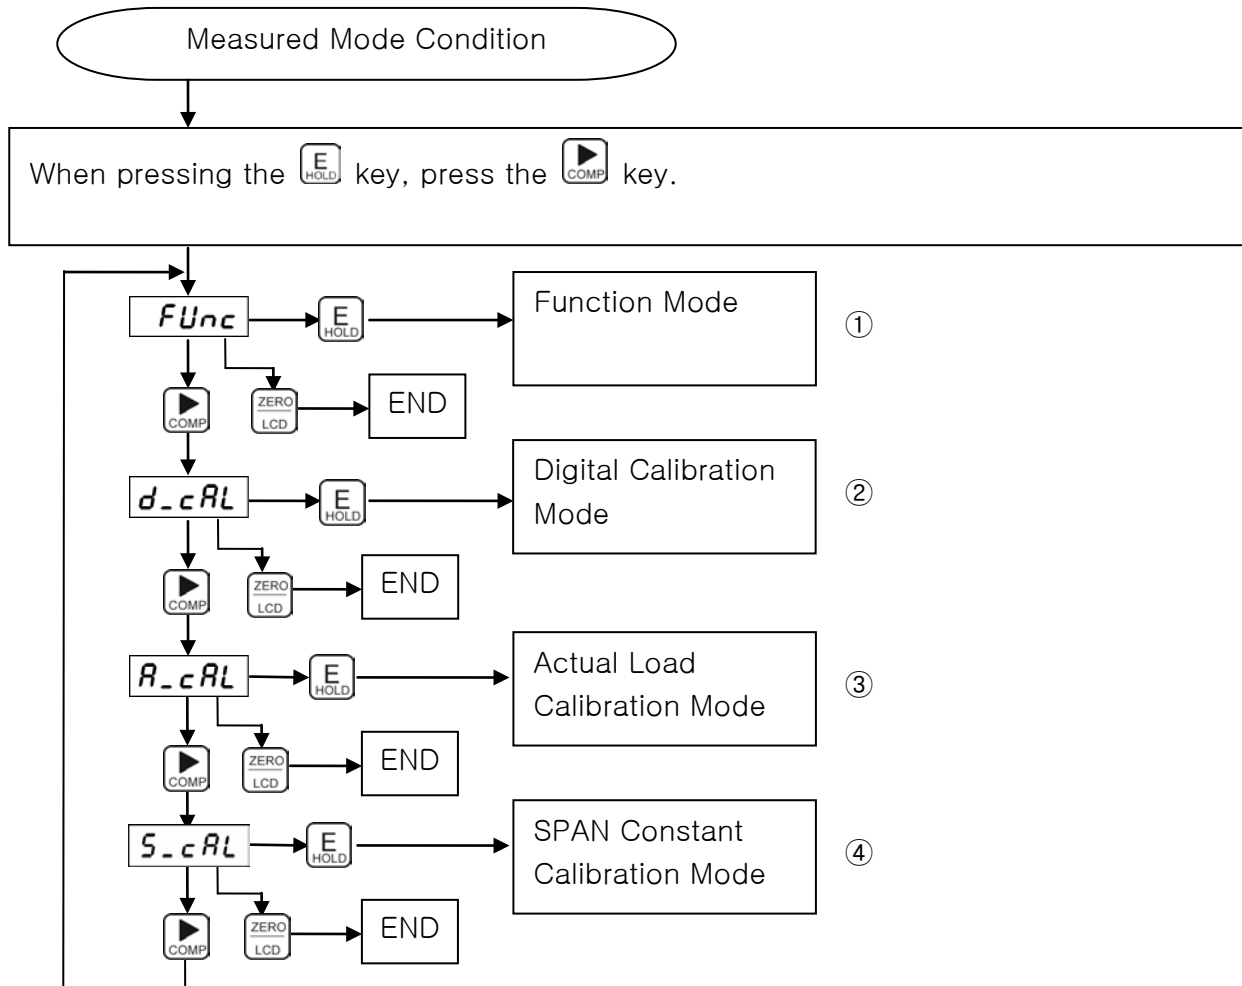 Measured Mode Condition
When pressing the E HOLD key, press the COMP key.
FUnc E HOLD Function Mode ①
COMP ZERO LCD END
d_cAL E HOLD Digital Calibration Mode ②
COMP ZERO LCD END
A_cAL E HOLD Actual Load Calibration Mode ③
COMP ZERO LCD END
S_cAL E HOLD SPAN Constant Calibration Mode ④
COMP ZERO LCD END